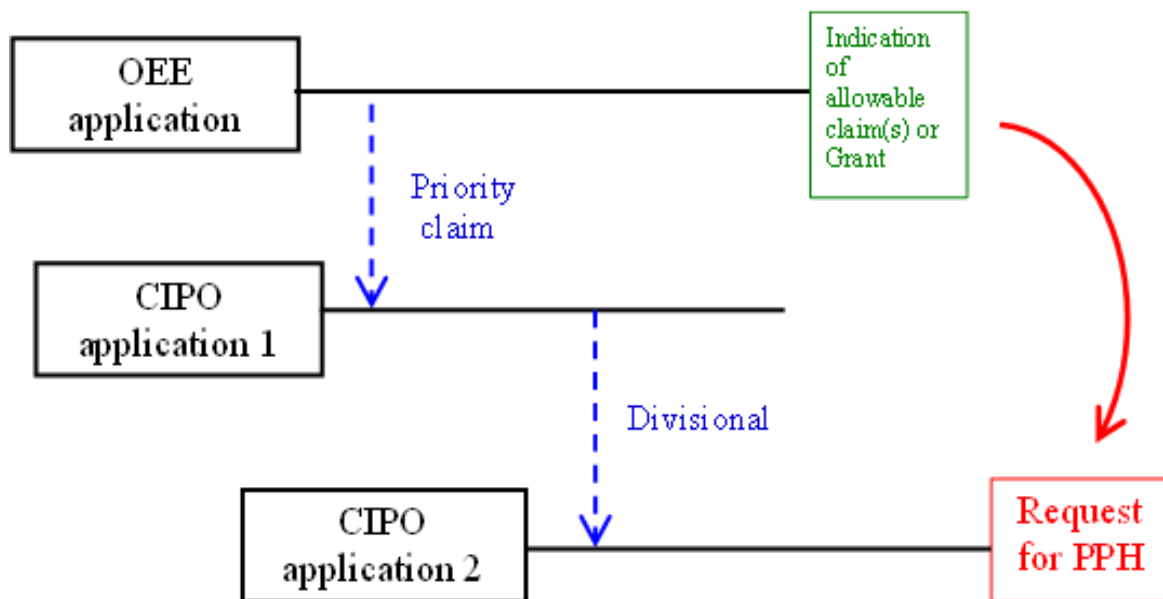 OEE
application
Indication
of
allowable
claim(s) or
Grant
Priority
claim
CIPO
application 1
Divisional
CIPO
application 2
Request
for PPH